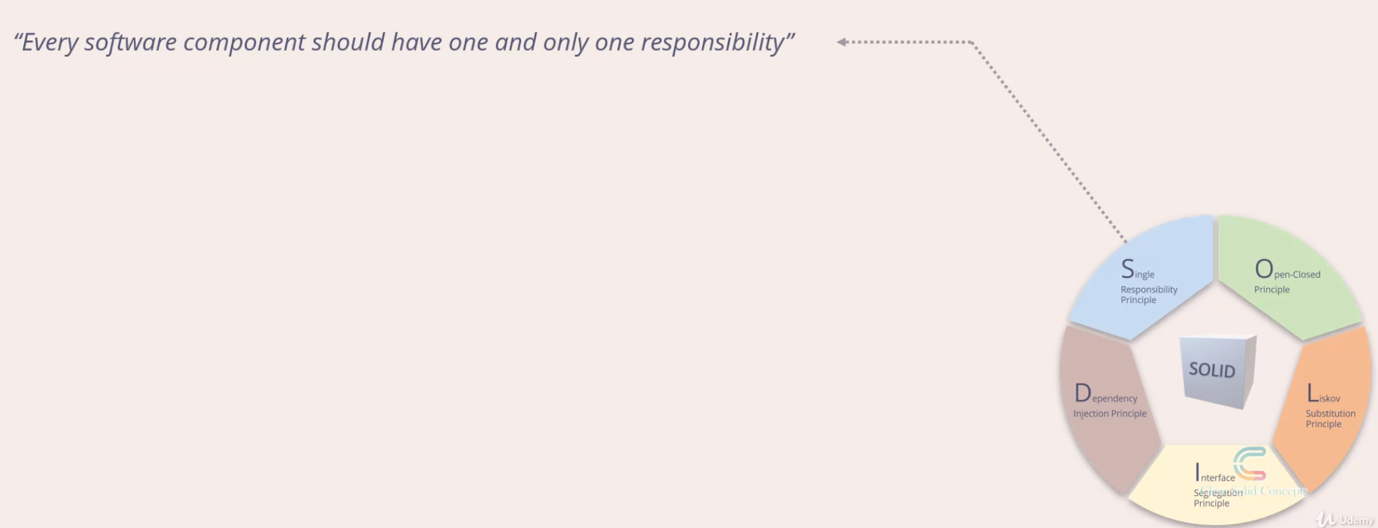 “Every software component should have one and only one responsibility”
Single
Responsibility
Principle
Open-Closed
Principle
SOLID
Dependency
Injection Principle
Liskov
Substitution
Principle
Interface
Segregation
Principle
Udemy